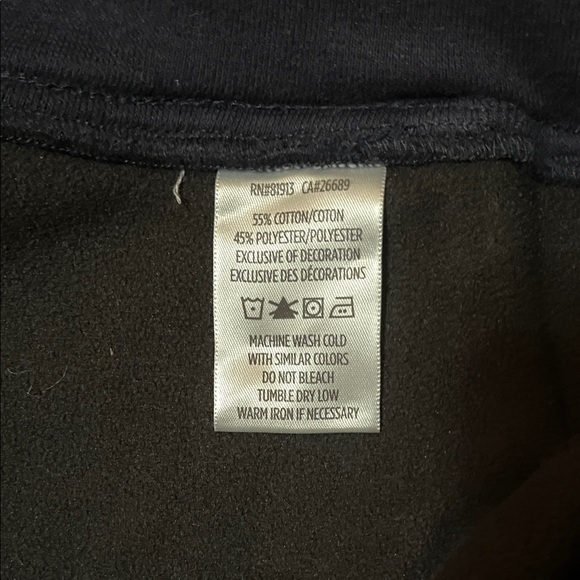 RN#81913 CA#26689
55% COTTON/COTON
45% POLYESTER/POLYESTER
EXCLUSIVE OF DECORATION
EXCLUSIVE DES DÉCORATIONS
MACHINE WASH COLD
WITH SIMILAR COLORS
DO NOT BLEACH
TUMBLE DRY LOW
WARM IRON IF NECESSARY